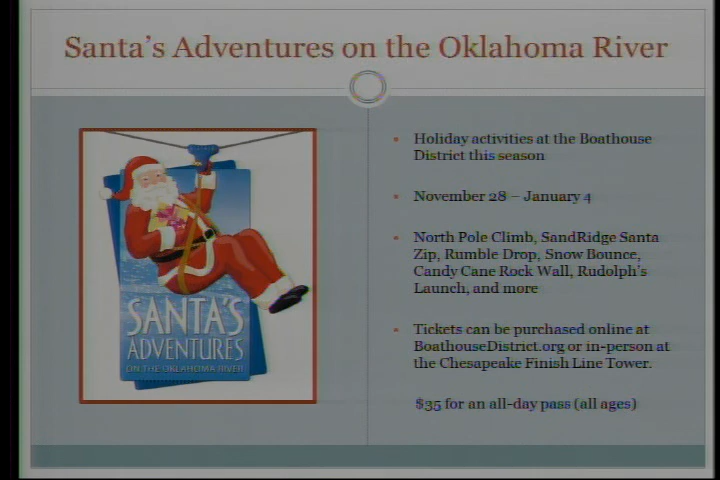 Santa's Adventures on the Oklahoma River
SANTA'S
ADVENTURES
ON THE OKLAHOMA RIVER
Holiday activities at the Boathouse
District this season
November 28 – January 4
North Pole Climb, SandRidge Santa
Zip, Rumble Drop, Snow Bounce,
Candy Cane Rock Wall, Rudolph's
Launch, and more
Tickets can be purchased online at
BoathouseDistrict.org or in-person at
the Chesapeake Finish Line Tower.
$35 for an all-day pass (all ages)